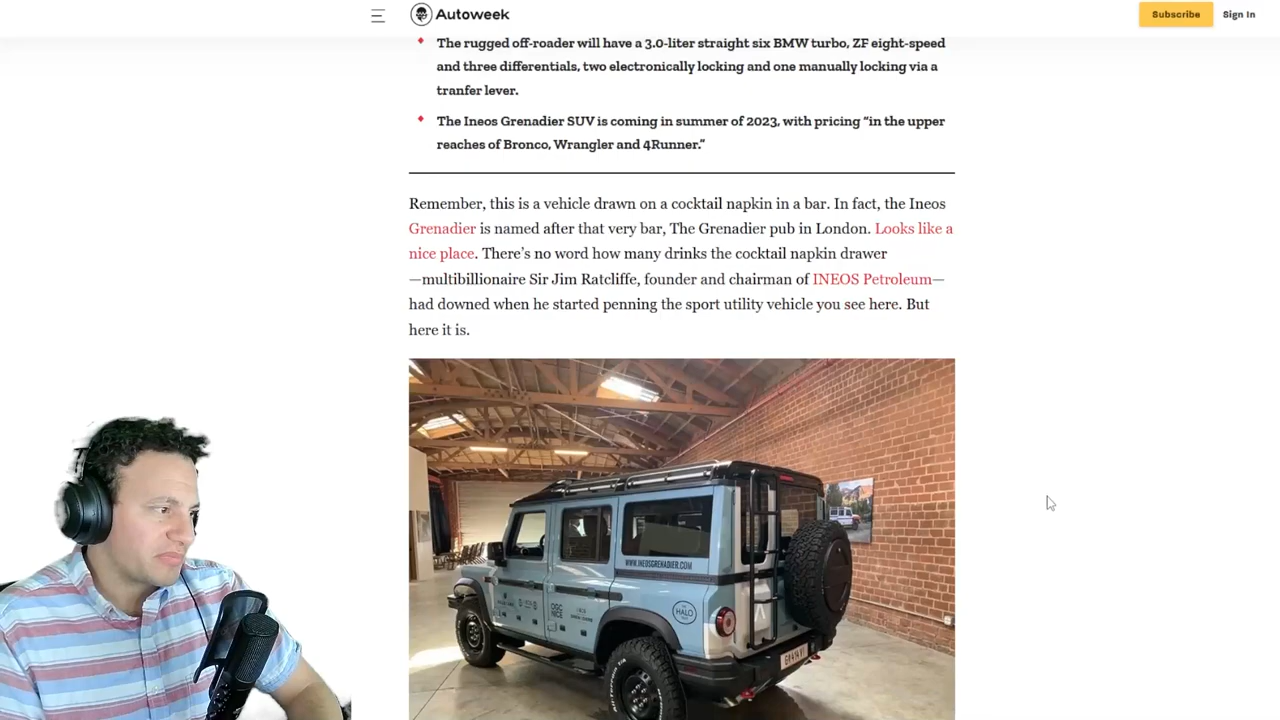 Autoweek
Subscribe
Sign In
The rugged off-roader will have a 3.0-liter straight six BMW turbo, ZF eight-speed
and three differentials, two electronically locking and one manually locking via a
tranfer lever.
The Ineos Grenadier SUV is coming in summer of 2023, with pricing “in the upper
reaches of Bronco, Wrangler and 4Runner.”
Remember, this is a vehicle drawn on a cocktail napkin in a bar. In fact, the Ineos
Grenadier is named after that very bar, The Grenadier pub in London. Looks like a
nice place. There’s no word how many drinks the cocktail napkin drawer
—multibillionaire Sir Jim Ratcliffe, founder and chairman of INEOS Petroleum—
had downed when he started penning the sport utility vehicle you see here. But
here it is.
WWW.INEOSGRENADIER.COM
HALO